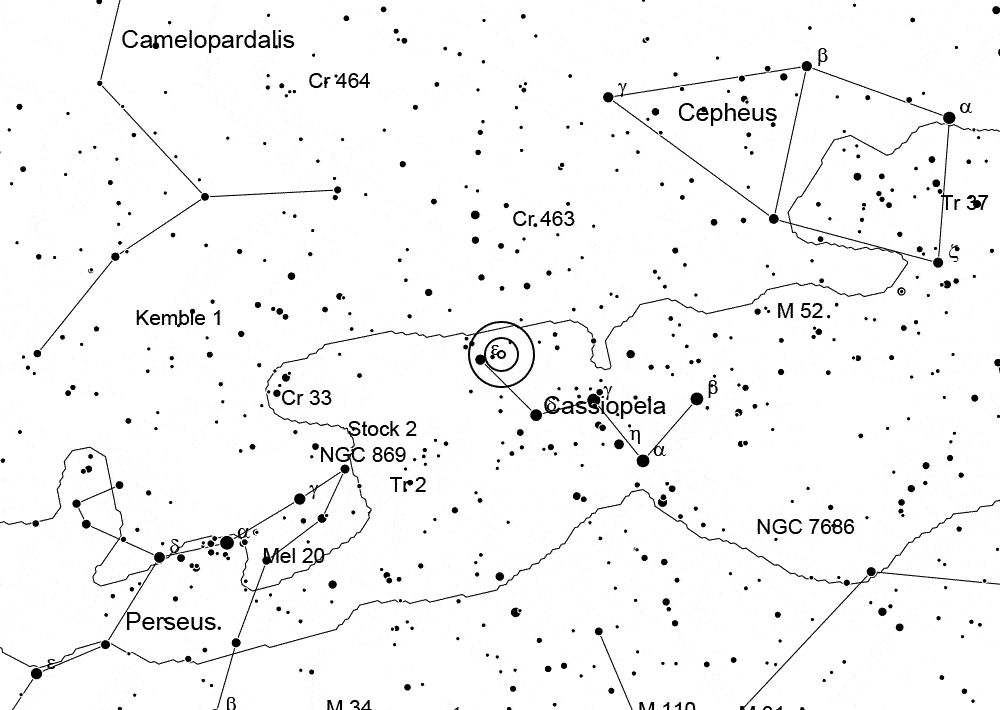 Camelopardalis
β
Cr 464
γ
Cepheus
α
Tr 37
Cr 463
ζ
Kemble 1
M 52
ε
Cr 33
δ
Cassiopeia
γ
β
Stock 2
η
α
NGC 869
Tr 2
γ
NGC 7686
δ
α
Mel 20
Perseus
ε
β
M 34
M 110
M 31